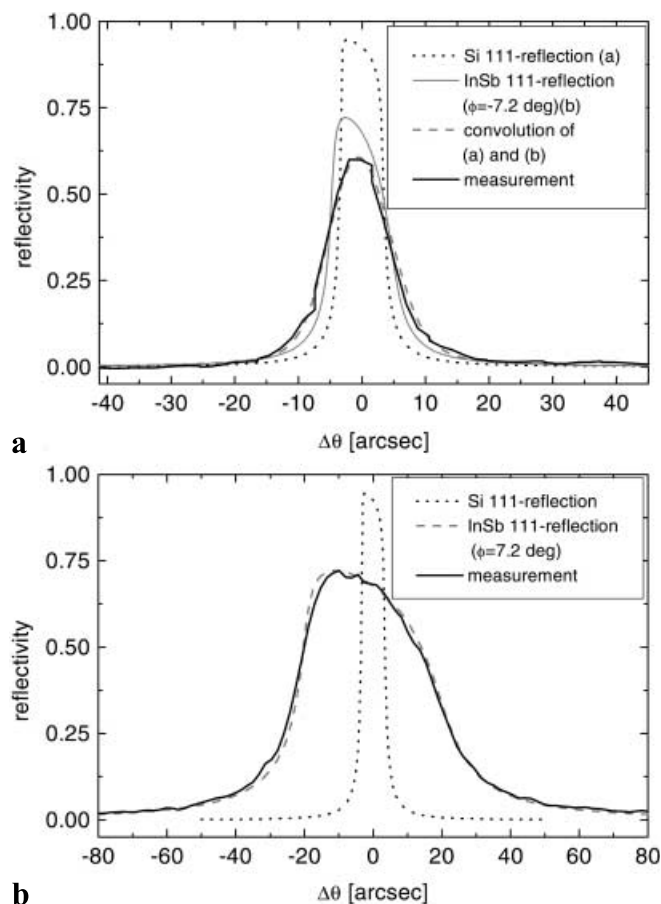 1.00
0.75
0.50
0.25
0.00
reflectivity
Si 111-reflection (a)
InSb 111-reflection
(ϕ=-7.2 deg)(b)
convolution of
(a) and (b)
measurement
-40 -30 -20 -10 0 10 20 30 40
Δθ [arcsec]
a
1.00
0.75
0.50
0.25
0.00
reflectivity
Si 111-reflection
InSb 111-reflection
(ϕ=7.2 deg)
measurement
-80 -60 -40 -20 0 20 40 60 80
Δθ [arcsec]
b